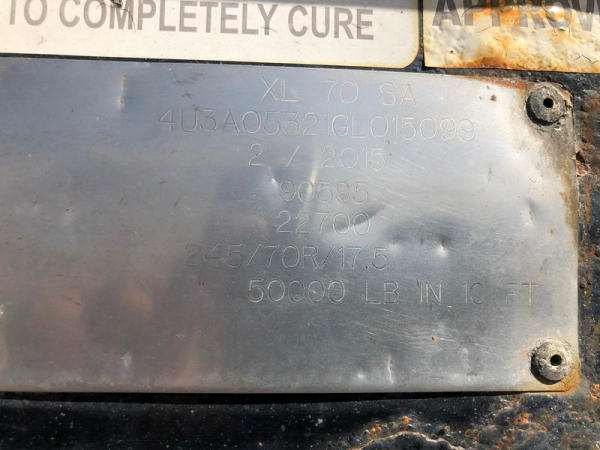 TO COMPLETELY CURE
APPROV
XL 70 SA
4U3A05321GL015099
2 / 2015
90595
22700
245/70R/17.5
50000 LB IN 10 FT